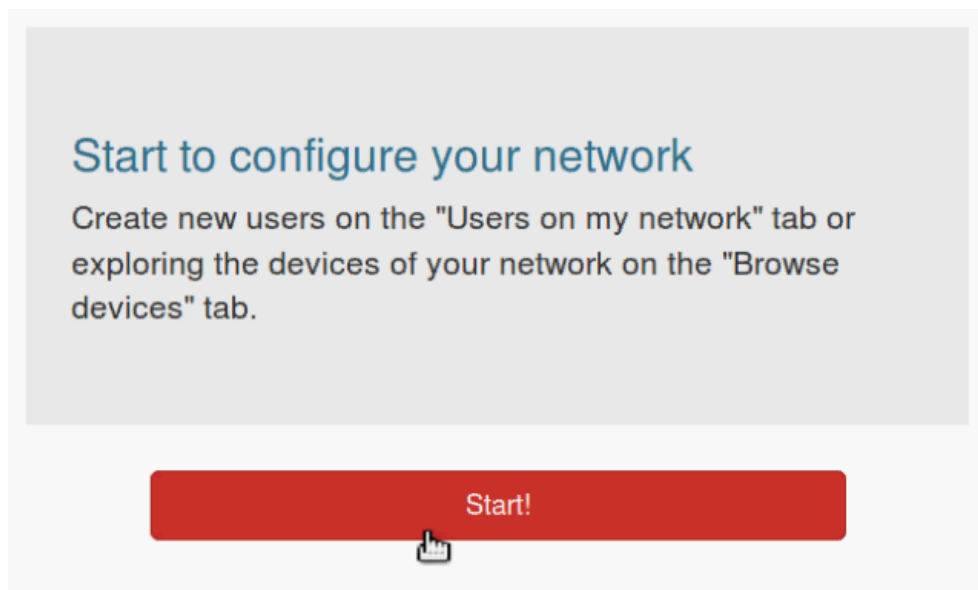 Start to configure your network
Create new users on the "Users on my network" tab or
exploring the devices of your network on the "Browse
devices" tab.
Start!